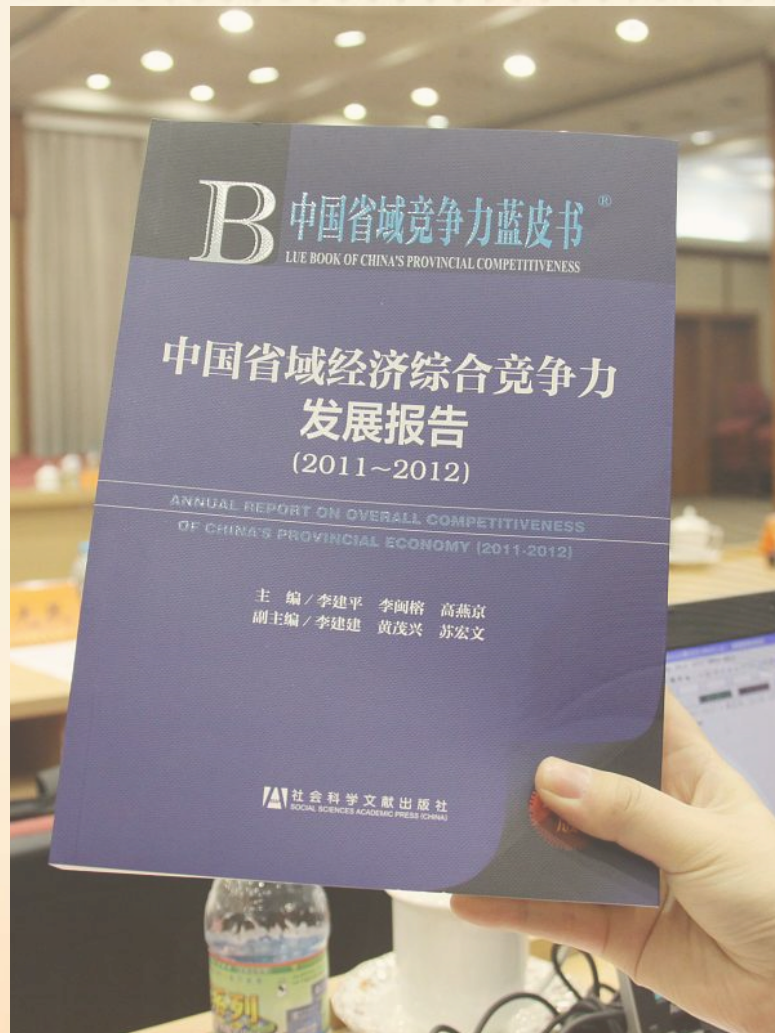 B
中国省域竞争力蓝皮书®
LUE BOOK OF CHINA'S PROVINCIAL COMPETITIVENESS
中国省域经济综合竞争力
发展报告
(2011~2012)
ANNUAL REPORT ON OVERALL COMPETITIVENESS
OF CHINA'S PROVINCIAL ECONOMY (2011-2012)
主 编/李建平 李闽榕 高燕京
副主编/李建建 黄茂兴 苏宏文
社会科学文献出版社
SOCIAL SCIENCES ACADEMIC PRESS (CHINA)
系列